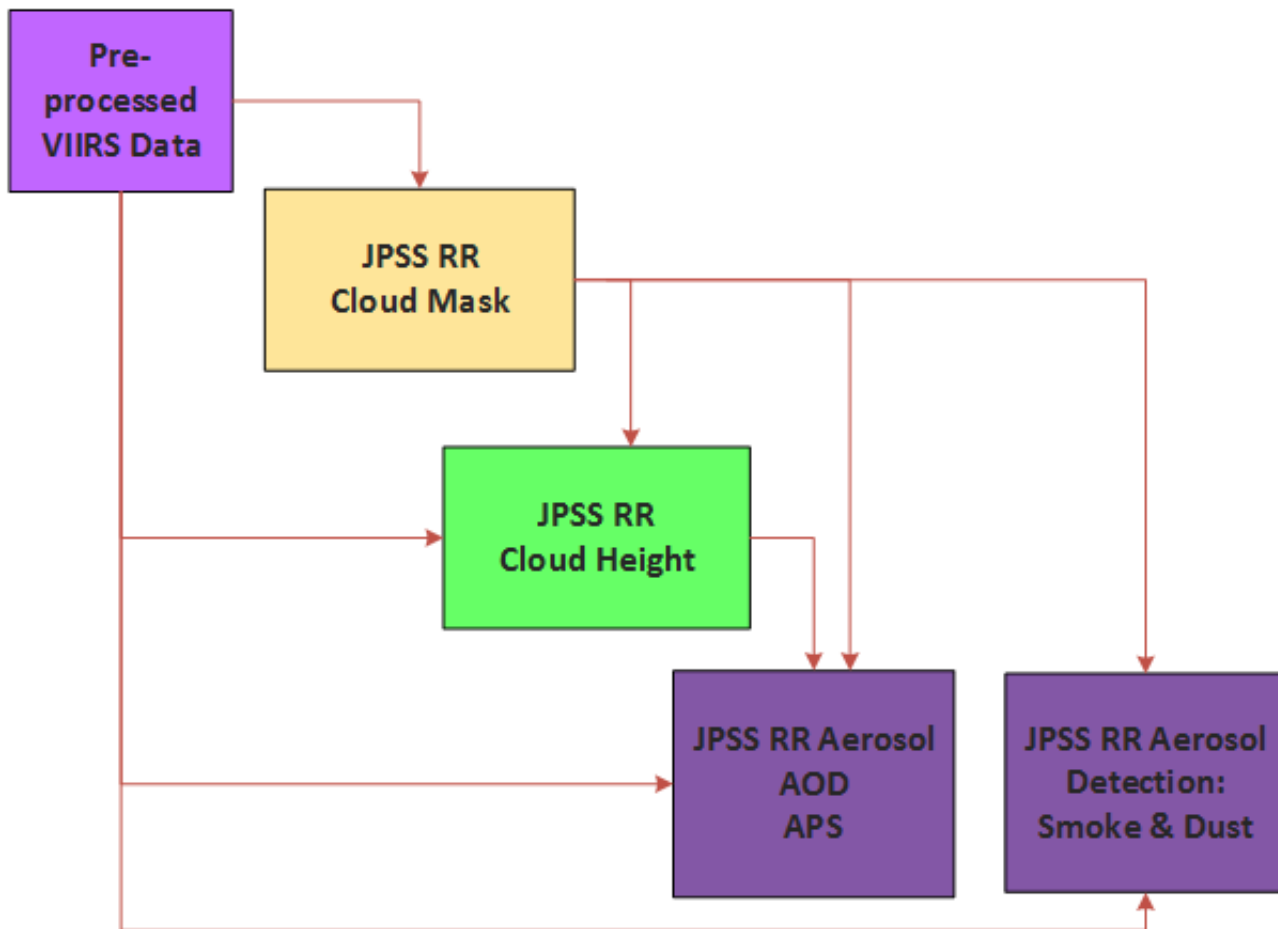 Pre-
processed
VIIRS Data
JPSS RR
Cloud Mask
JPSS RR
Cloud Height
JPSS RR Aerosol
AOD
APS
JPSS RR Aerosol
Detection:
Smoke & Dust